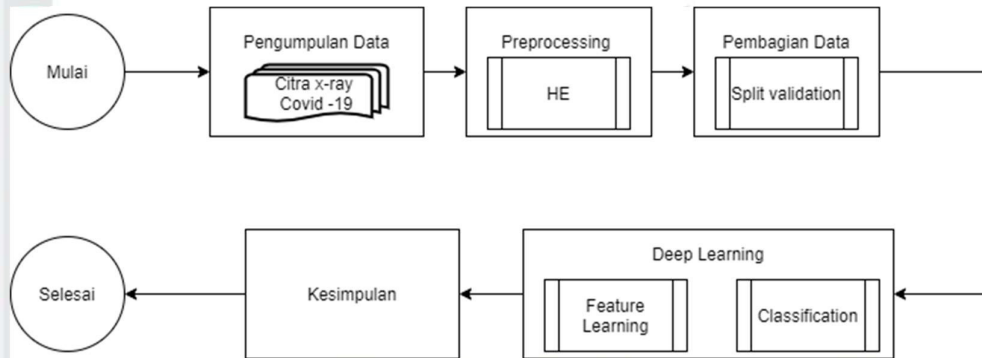 Mulai
Pengumpulan Data
Citra x-ray
Covid -19
Preprocessing
HE
Pembagian Data
Split validation
Selesai
Kesimpulan
Deep Learning
Feature
Learning
Classification